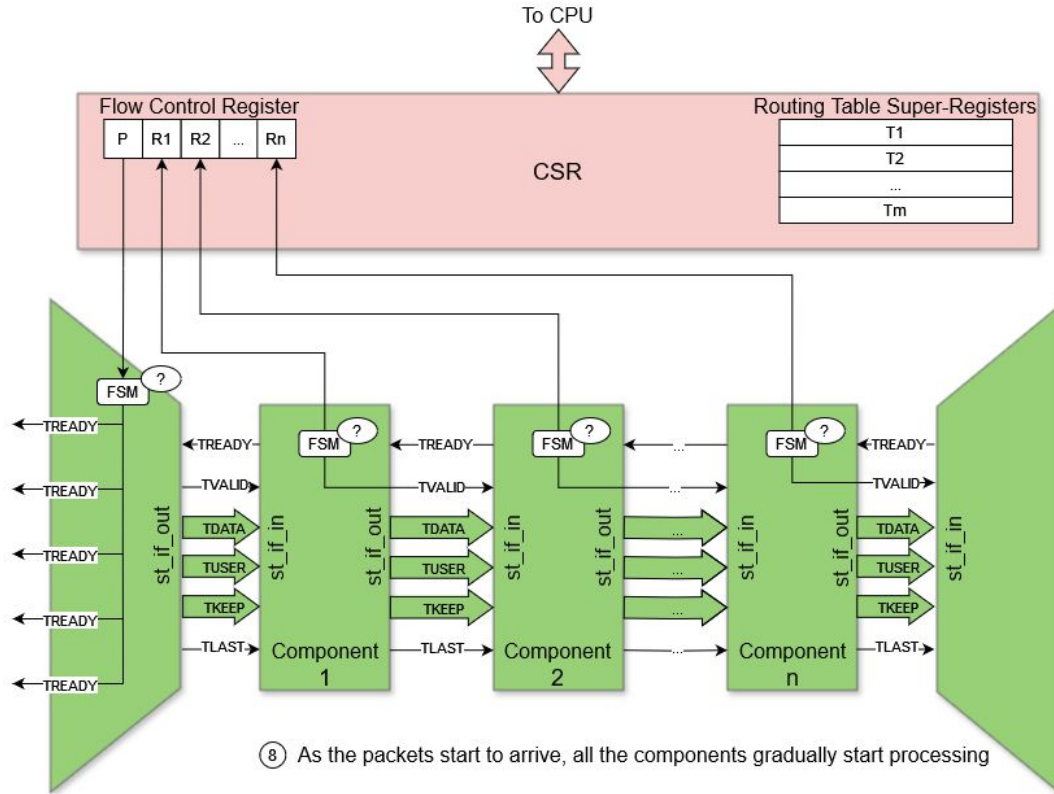 To CPU
Flow Control Register
Routing Table Super-Registers
P R1 R2 ... Rn
T1
T2
...
Tm
CSR
FSM ?
FSM ?
FSM ?
FSM ?
TREADY
TREADY
TREADY
TREADY
TREADY
st_if_out
TREADY
TVALID
TDATA
TUSER
TKEEP
TLAST
st_if_in
Component
1
st_if_out
TREADY
TVALID
TDATA
TUSER
TKEEP
TLAST
st_if_in
Component
2
st_if_out
...
...
...
...
...
...
st_if_in
Component
n
st_if_out
TREADY
TVALID
TDATA
TUSER
TKEEP
TLAST
st_if_in
8 As the packets start to arrive, all the components gradually start processing